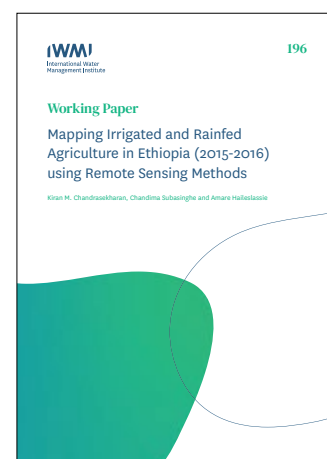 IWMI
International Water
Management Institute
196
Working Paper
Mapping Irrigated and Rainfed
Agriculture in Ethiopia (2015-2016)
using Remote Sensing Methods
Kiran M. Chandrasekharan, Chandima Subasinghe and Amare Haileslassie